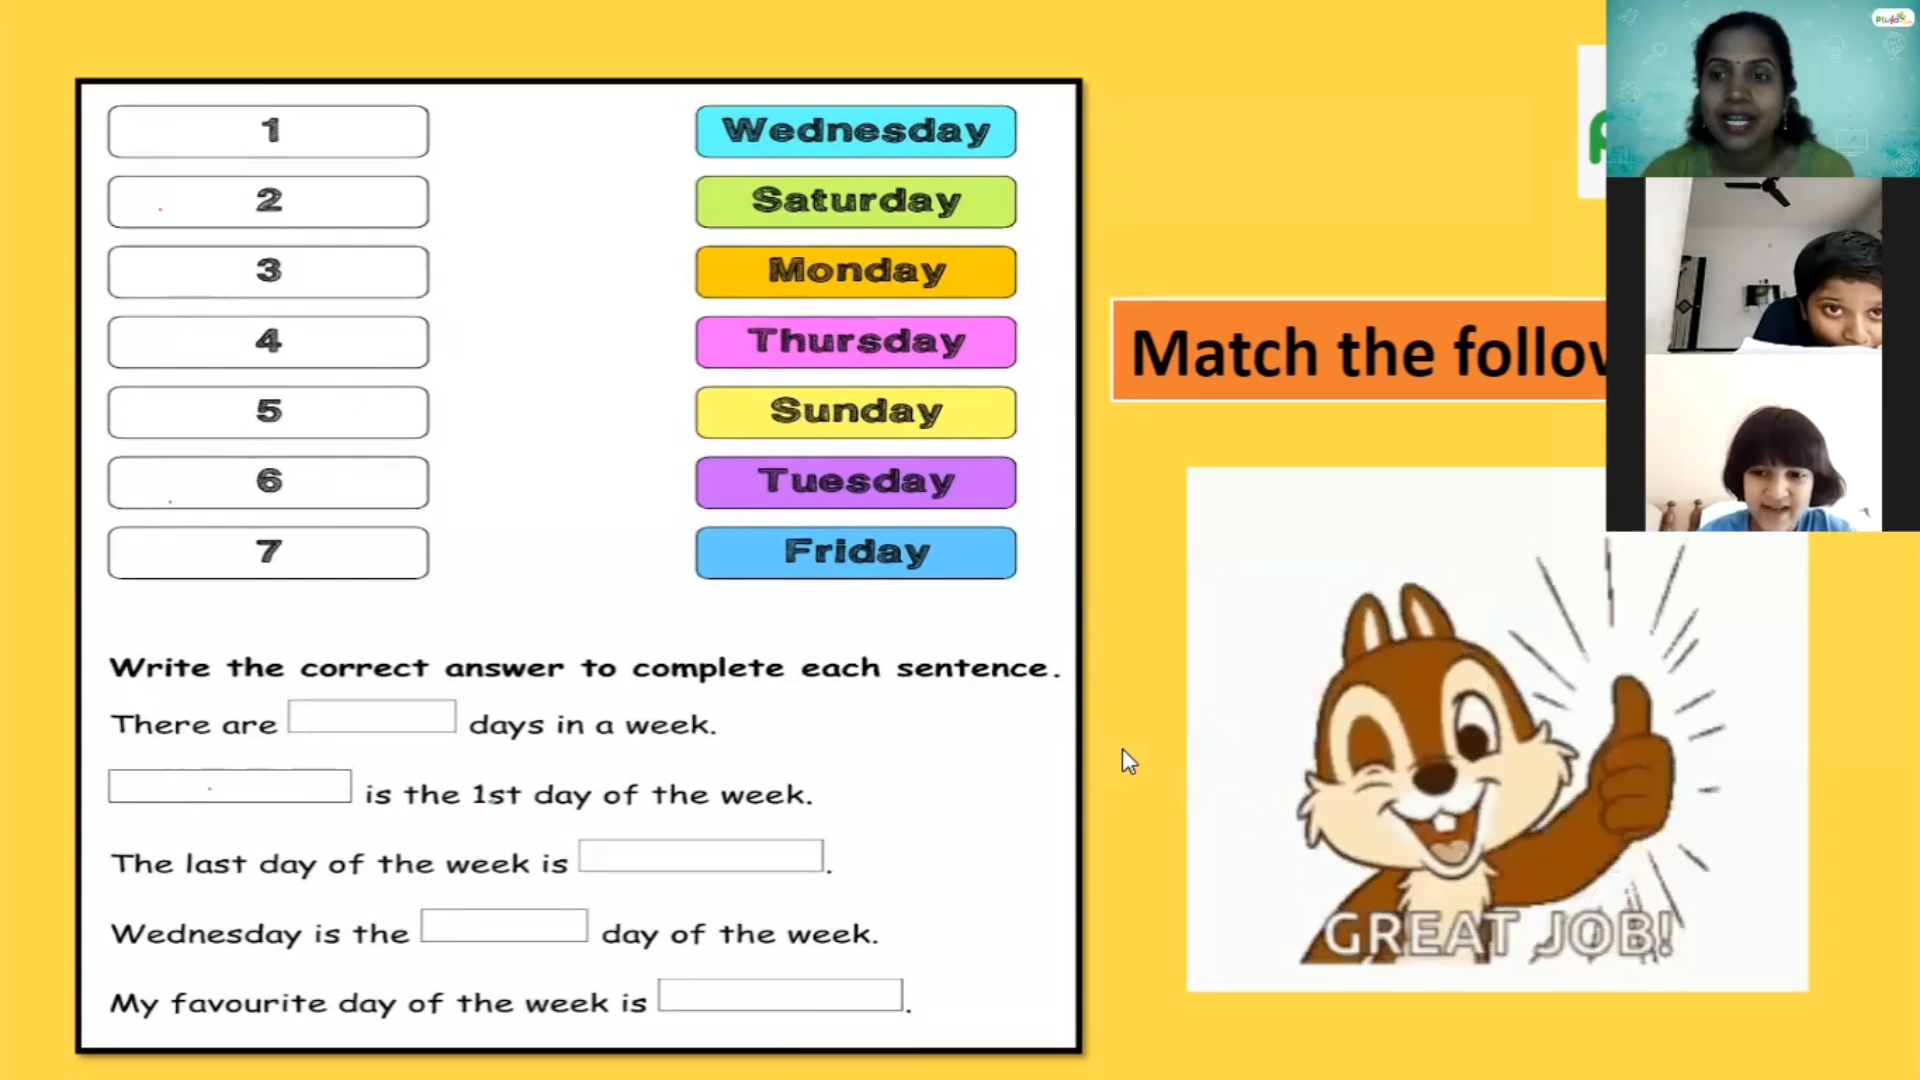 1 Wednesday
2 Saturday
3 Monday
4 Thursday
5 Sunday
6 Tuesday
7 Friday
Write the correct answer to complete each sentence.
There are days in a week.
is the 1st day of the week.
The last day of the week is .
Wednesday is the day of the week.
My favourite day of the week is .
Match the follow
GREAT JOB!